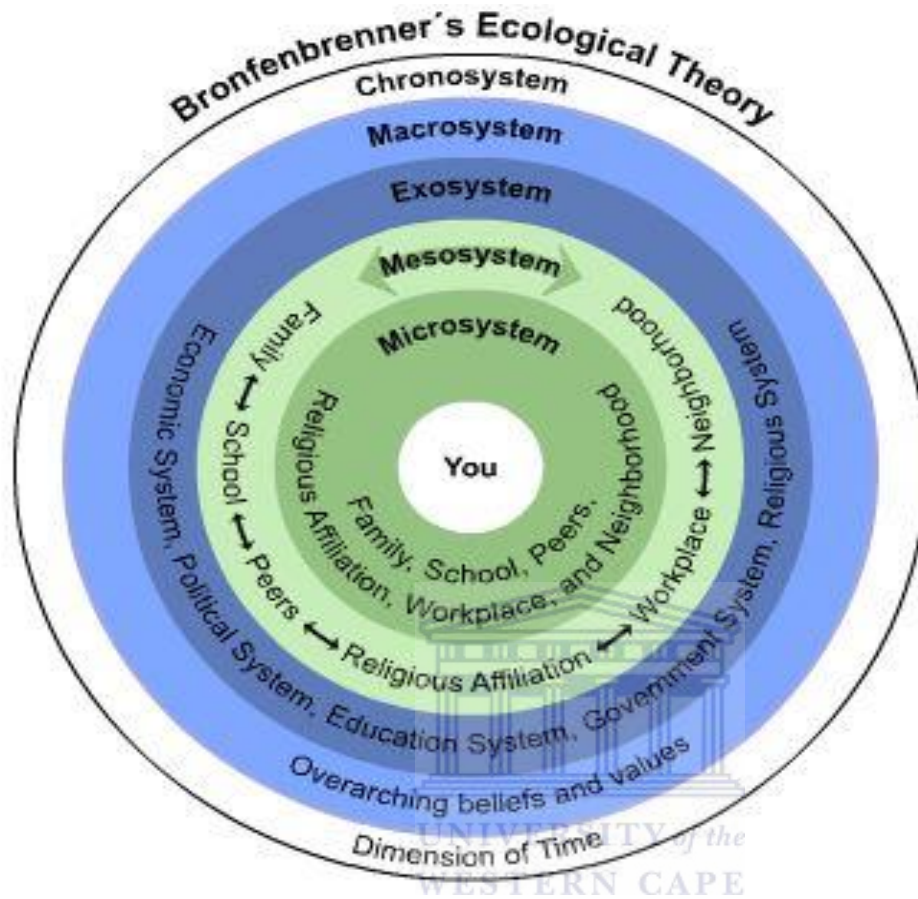 Bronfenbrenner´s Ecological Theory
Chronosystem
Macrosystem
Exosystem
Mesosystem
Microsystem
You
Family, School, Peers,
Religious Affiliation, Workplace, and Neighborhood
Family ↔ School ↔ Peers ↔ Religious Affiliation ↔ Workplace ↔ Neighborhood
Economic System, Political System, Education System, Government System, Religious System
Overarching beliefs and values
Dimension of Time
UNIVERSITY of the
WESTERN CAPE